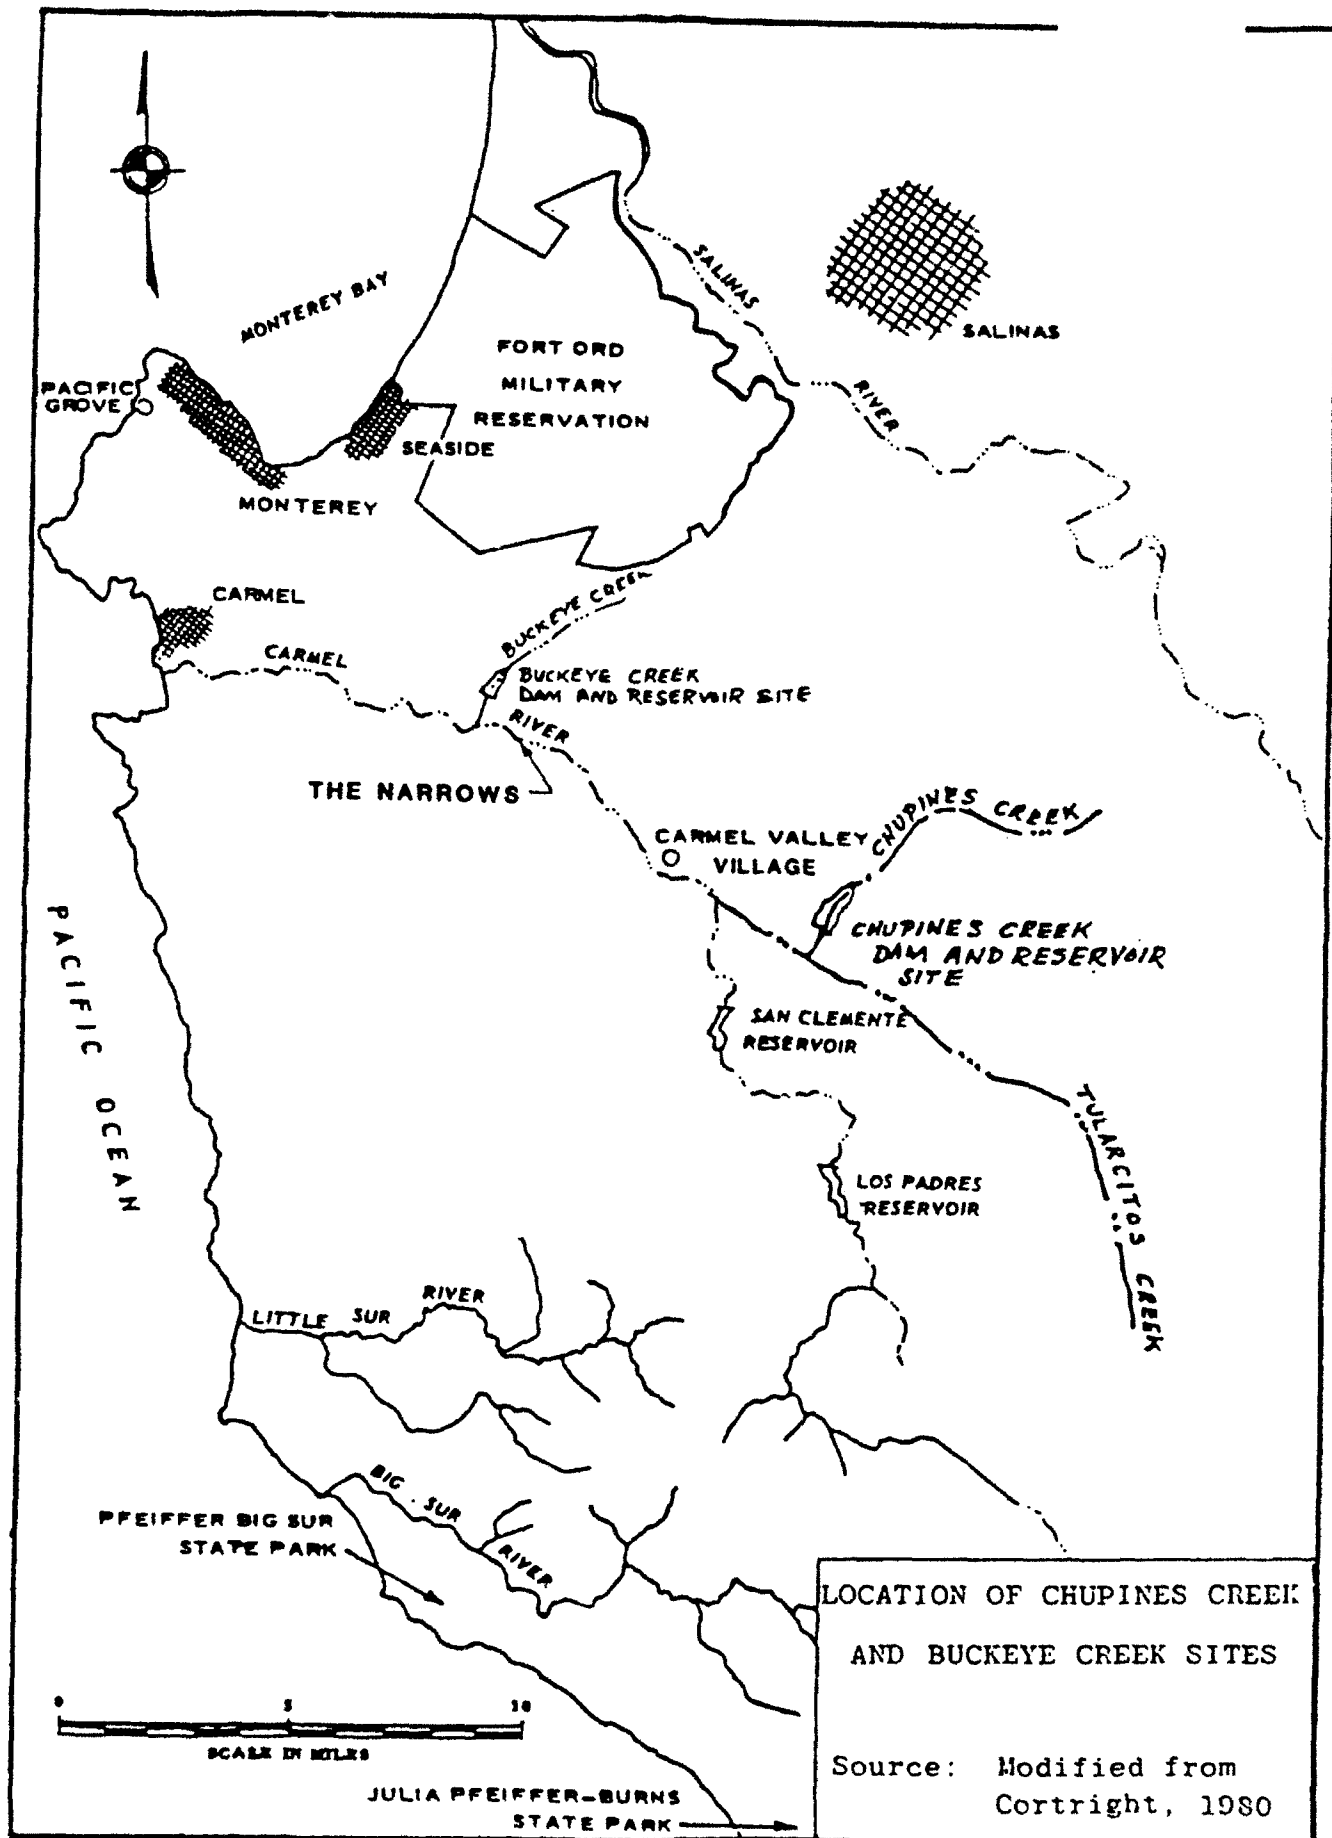 MONTEREY BAY
SALINAS
RIVER
SALINAS
FORT ORD
MILITARY
RESERVATION
PACIFIC
GROVE
SEASIDE
MONTEREY
CARMEL
CARMEL
RIVER
BUCKEYE CREEK
BUCKEYE CREEK
DAM AND RESERVOIR SITE
THE NARROWS
CHUPINES CREEK
CARMEL VALLEY
VILLAGE
CHUPINES CREEK
DAM AND RESERVOIR
SITE
PACIFIC OCEAN
SAN CLEMENTE
RESERVOIR
TULARCITOS CREEK
LOS PADRES
RESERVOIR
LITTLE SUR RIVER
BIG SUR RIVER
PFEIFFER BIG SUR
STATE PARK
LOCATION OF CHUPINES CREEK
AND BUCKEYE CREEK SITES
0 5 10
SCALE IN MILES
Source: Modified from
Cortright, 1980
JULIA PFEIFFER-BURNS
STATE PARK